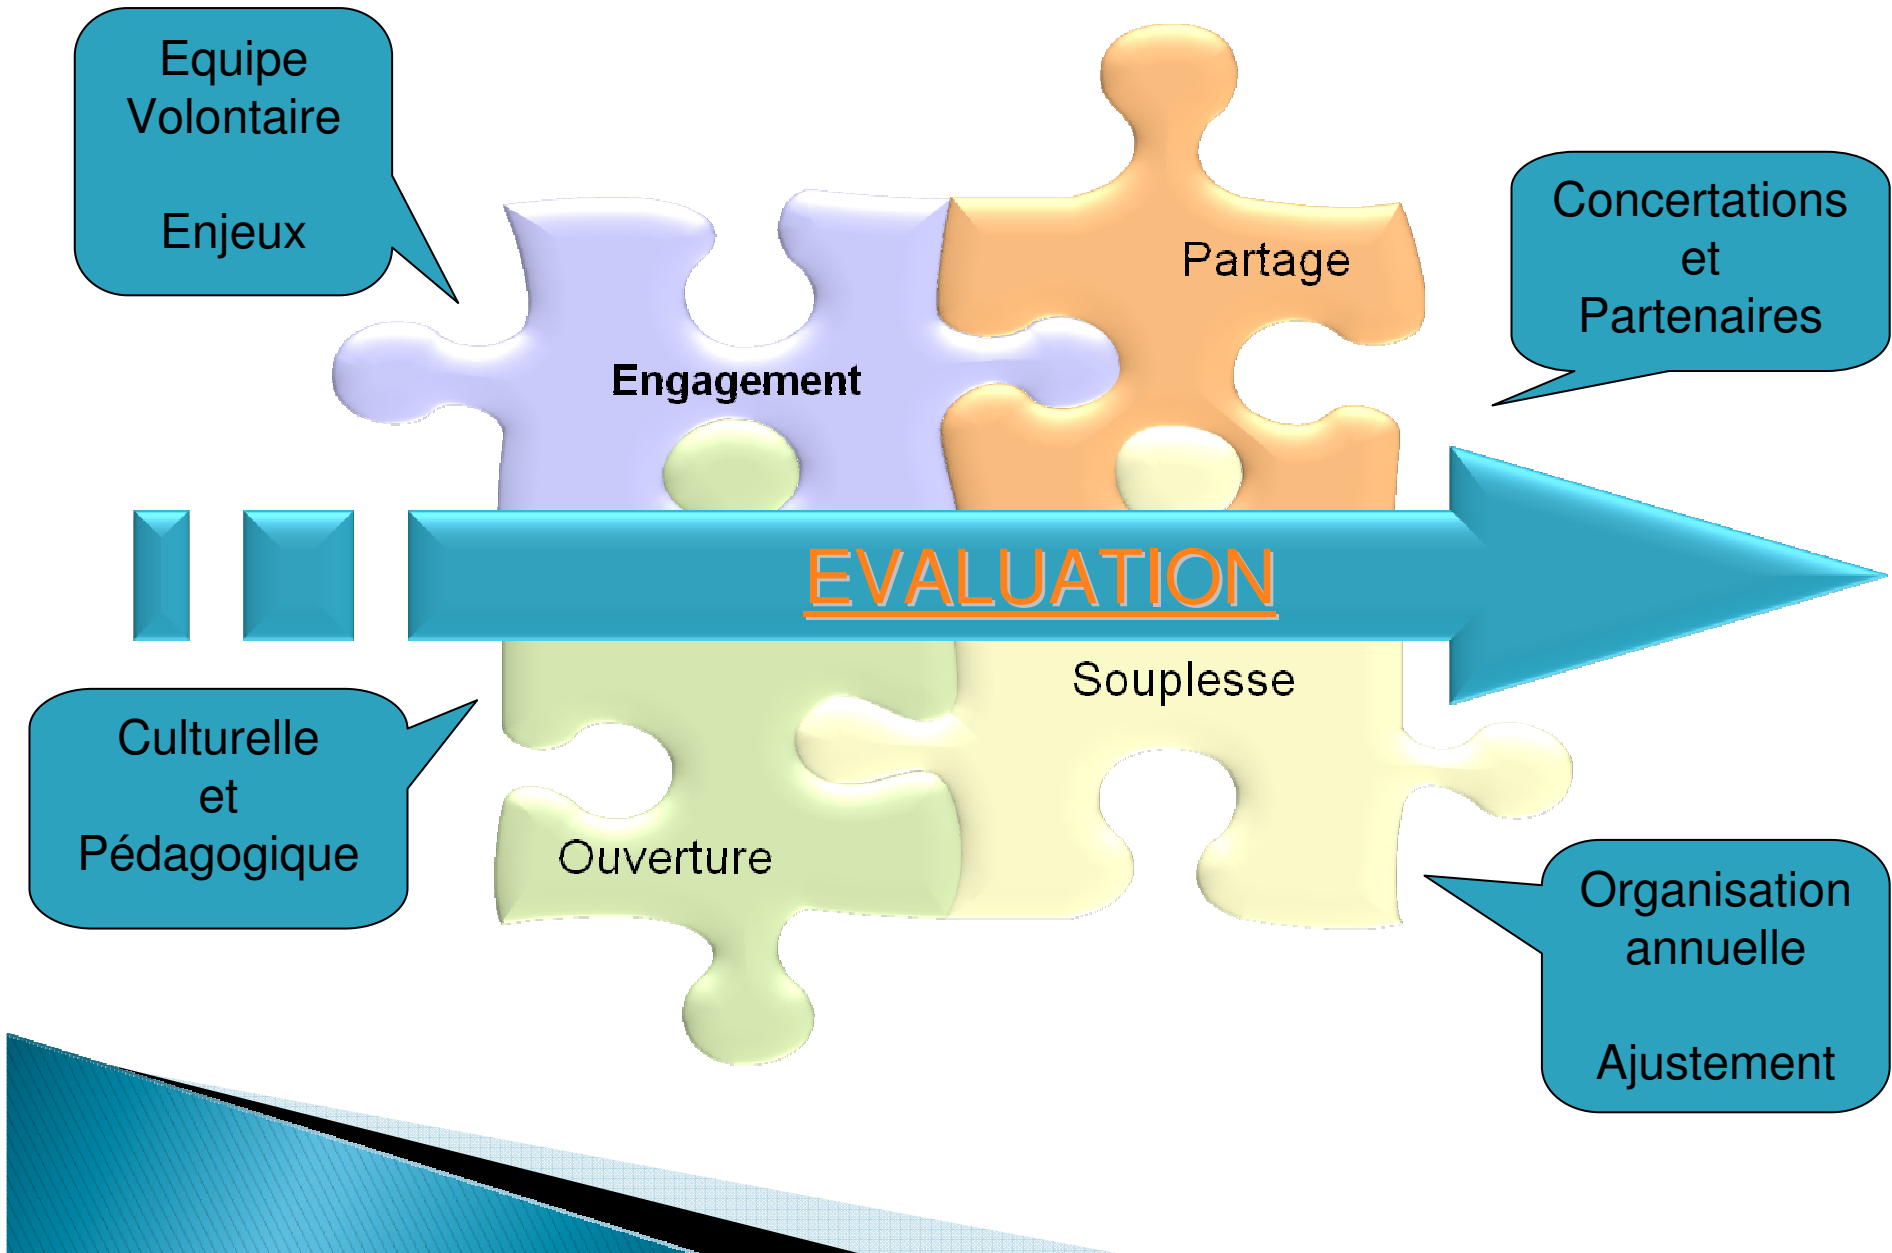 Equipe
Volontaire
Enjeux
Partage
Concertations
et
Partenaires
Engagement
EVALUATION
Souplesse
Culturelle
et
Pédagogique
Ouverture
Organisation
annuelle
Ajustement